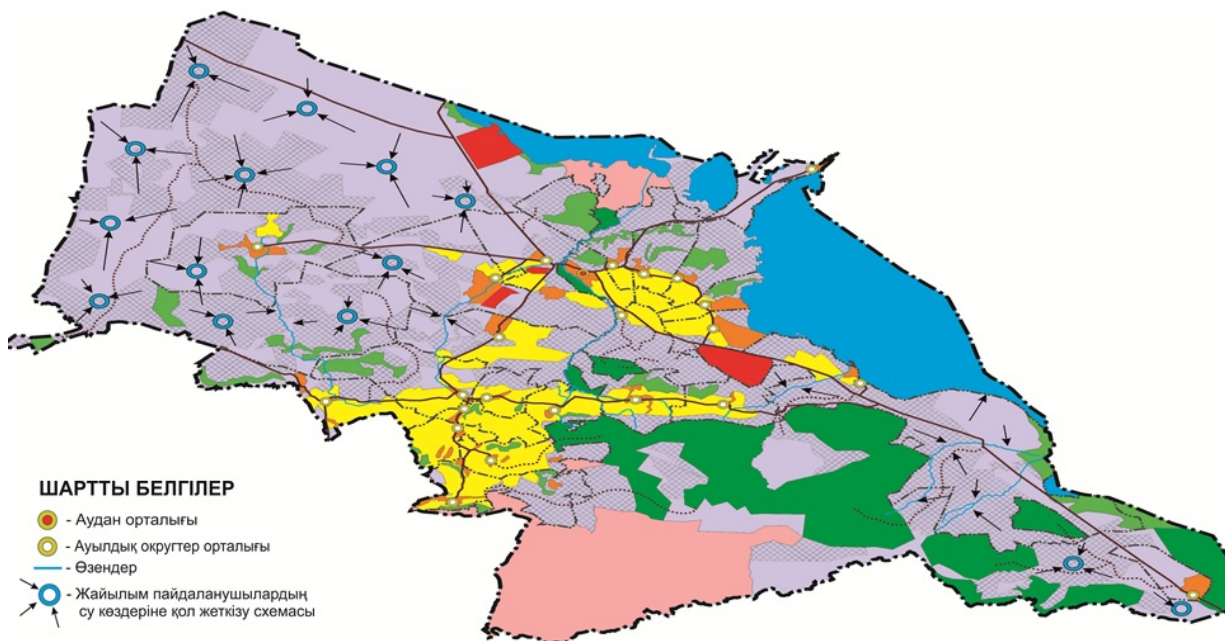 ШАРТТЫ БЕЛГІЛЕР
- Аудан орталығы
- Ауылдық округтер орталығы
- Өзендер
- Жайылым пайдаланушылардың
су көздеріне қол жеткізу схемасы